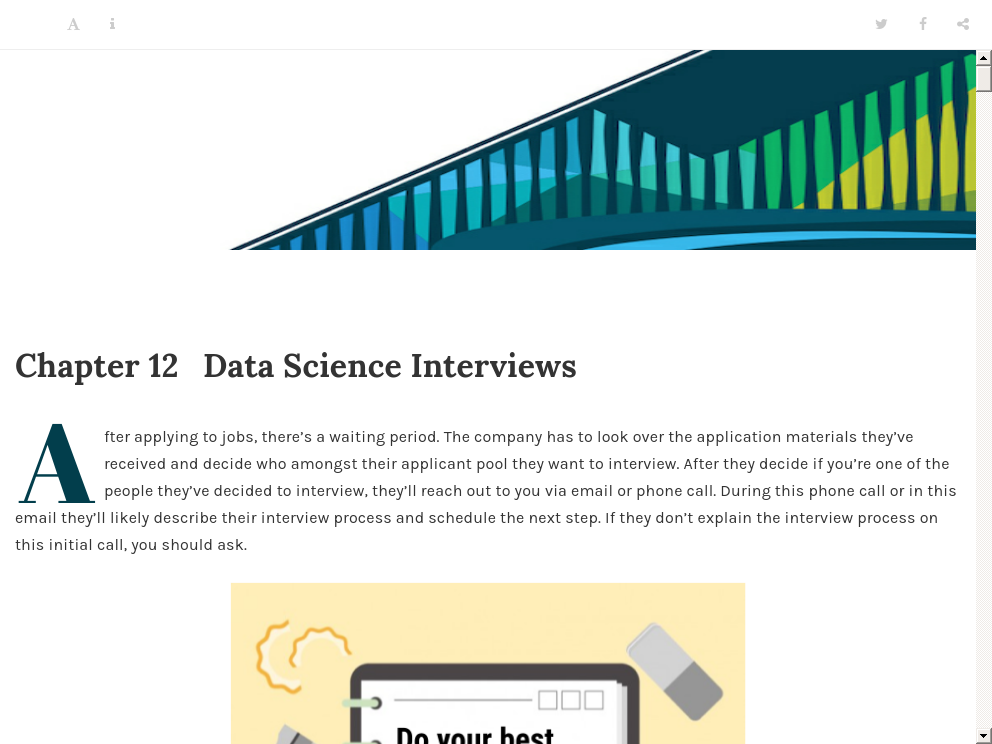 A
Chapter 12 Data Science Interviews
After applying to jobs, there’s a waiting period. The company has to look over the application materials they’ve
received and decide who amongst their applicant pool they want to interview. After they decide if you’re one of the
people they’ve decided to interview, they’ll reach out to you via email or phone call. During this phone call or in this
email they’ll likely describe their interview process and schedule the next step. If they don’t explain the interview process on
this initial call, you should ask.
Do your best